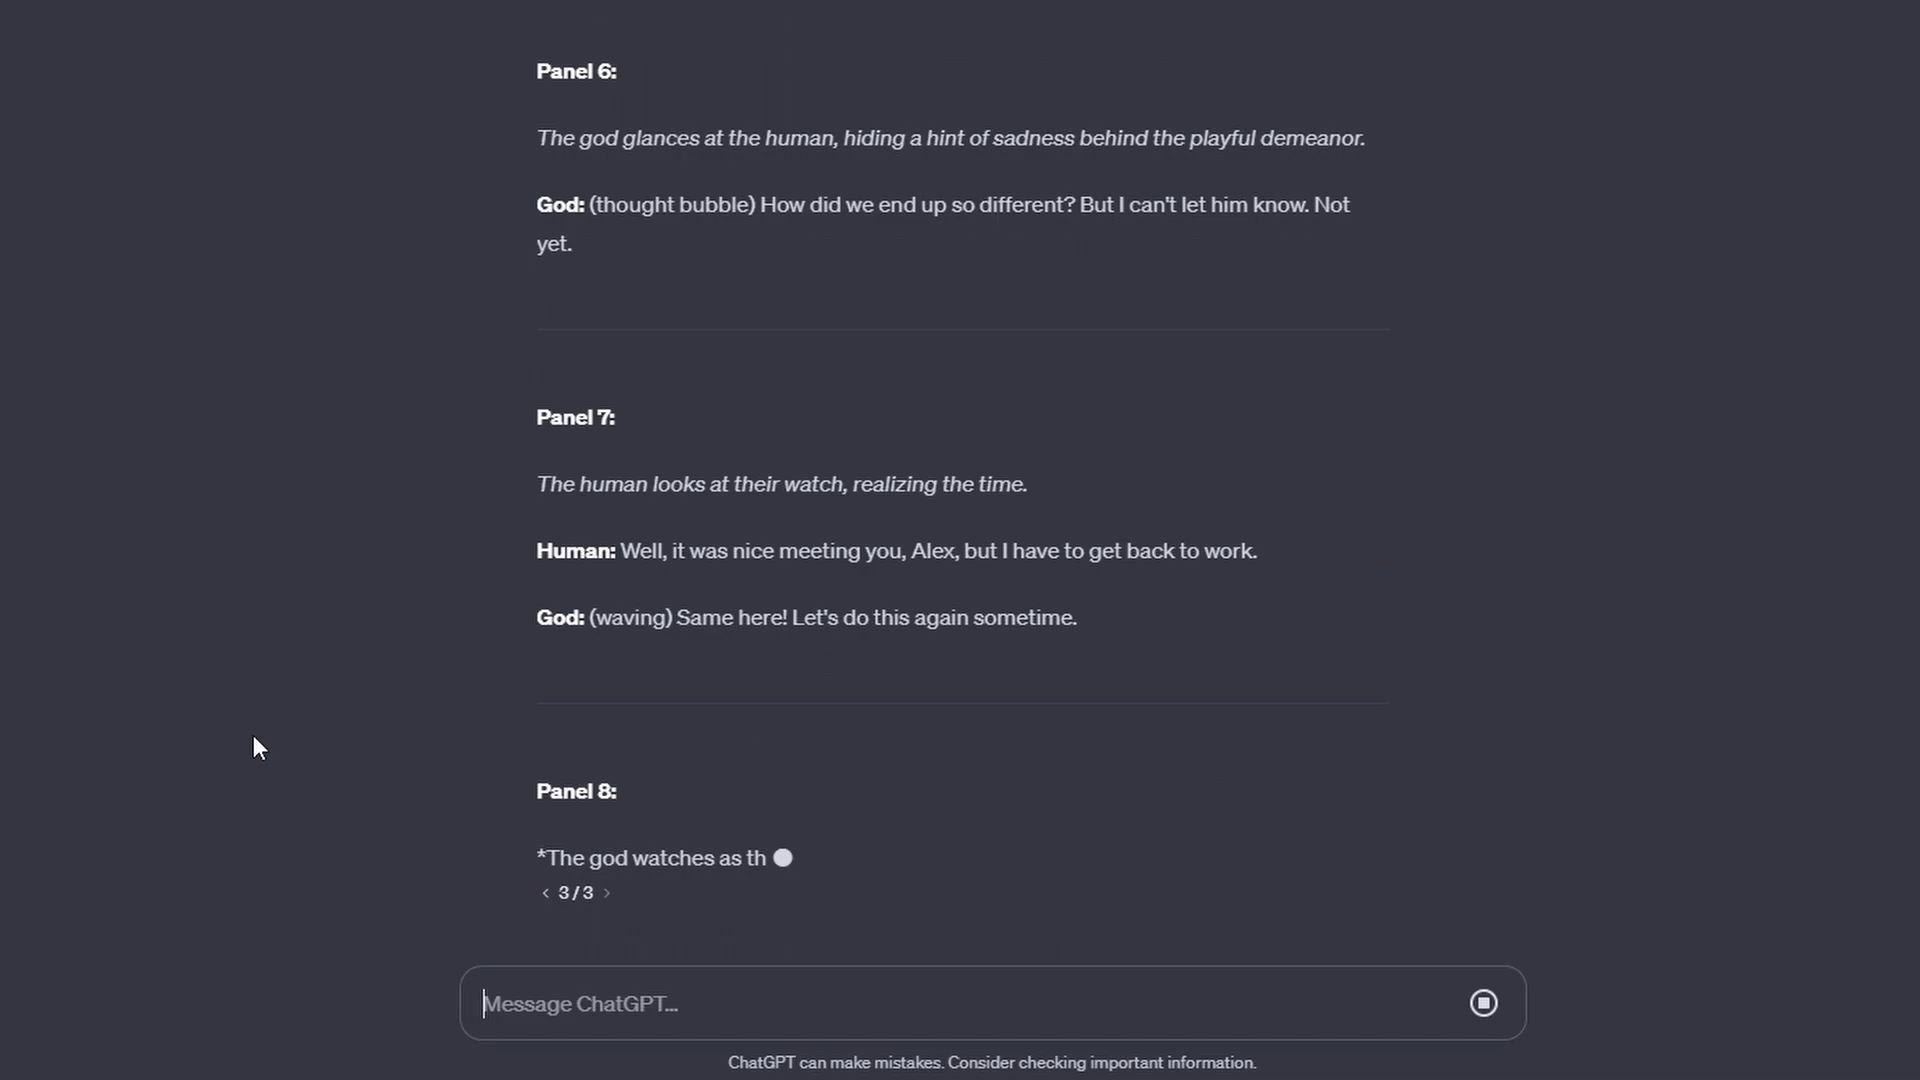 Panel 6:
The god glances at the human, hiding a hint of sadness behind the playful demeanor.
God: (thought bubble) How did we end up so different? But I can't let him know. Not
yet.
Panel 7:
The human looks at their watch, realizing the time.
Human: Well, it was nice meeting you, Alex, but I have to get back to work.
God: (waving) Same here! Let's do this again sometime.
Panel 8:
*The god watches as th
< 3 / 3 >
Message ChatGPT...
ChatGPT can make mistakes. Consider checking important information.